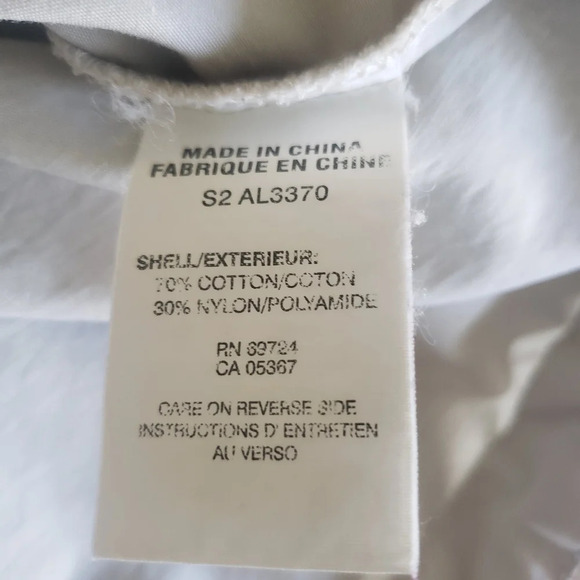 MADE IN CHINA
FABRIQUE EN CHINE
S2 AL3370
SHELL/EXTERIEUR:
70% COTTON/COTON
30% NYLON/POLYAMIDE
RN 69724
CA 05367
CARE ON REVERSE SIDE
INSTRUCTIONS D'ENTRETIEN
AU VERSO